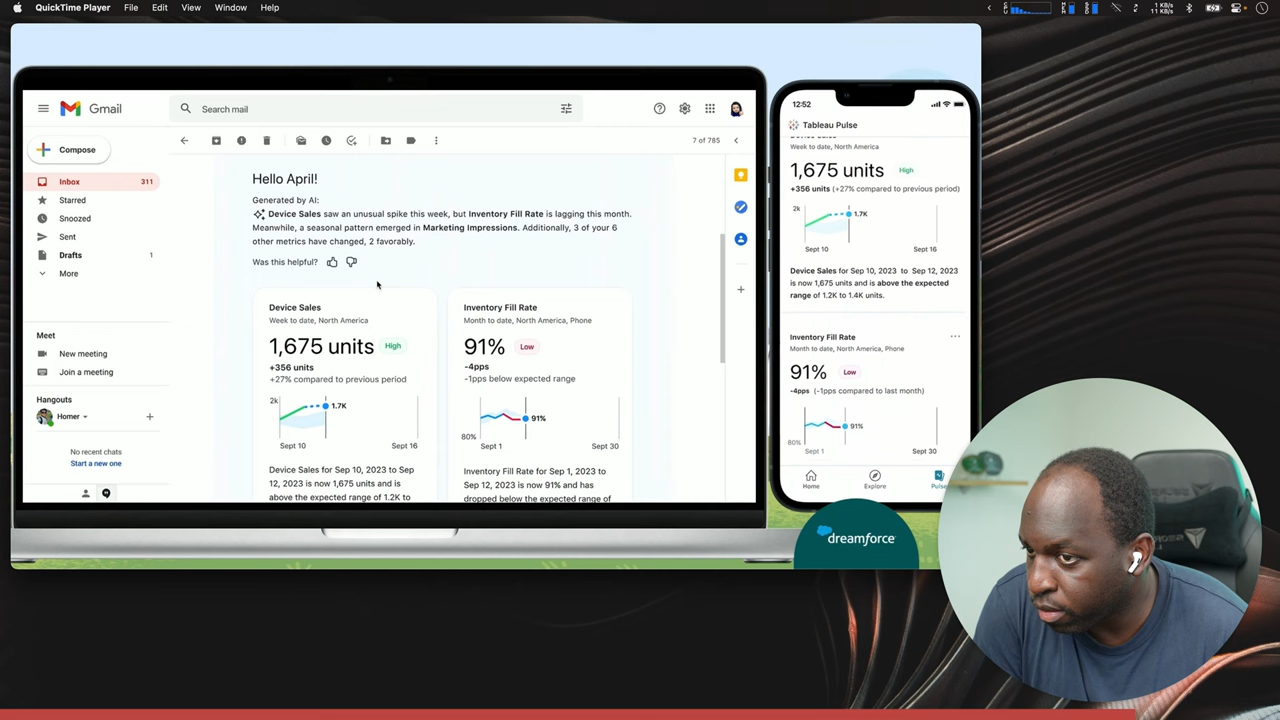 QuickTime Player File Edit View Window Help
11 KB/s
Gmail
Search mail
Compose
7 of 785
Inbox 311
Starred
Snoozed
Sent
Drafts 1
More
Meet
New meeting
Join a meeting
Hangouts
Homer
No recent chats
Start a new one
Hello April!
Generated by AI:
Device Sales saw an unusual spike this week, but Inventory Fill Rate is lagging this month.
Meanwhile, a seasonal pattern emerged in Marketing Impressions. Additionally, 3 of your 6
other metrics have changed, 2 favorably.
Was this helpful?
Device Sales
Week to date, North America
1,675 units High
+356 units
+27% compared to previous period
2k
1.7K
Sept 10 Sept 16
Device Sales for Sep 10, 2023 to Sep
12, 2023 is now 1,675 units and is
above the expected range of 1.2K to
Inventory Fill Rate
Month to date, North America, Phone
91% Low
-4pps
-1pps below expected range
91%
80%
Sept 1 Sept 30
Inventory Fill Rate for Sep 1, 2023 to
Sep 12, 2023 is now 91% and has
dropped below the expected range of
12:52
Tableau Pulse
Week to date, North America
1,675 units High
+356 units (+27% compared to previous period)
2k
1.7K
Sept 10 Sept 16
Device Sales for Sep 10, 2023 to Sep 12, 2023
is now 1,675 units and is above the expected
range of 1.2K to 1.4K units.
Inventory Fill Rate
Month to date, North America, Phone
91% Low
-4pps (-1pps compared to last month)
91%
80%
Sept 1 Sept 30
Home Explore Pulse
dreamforce